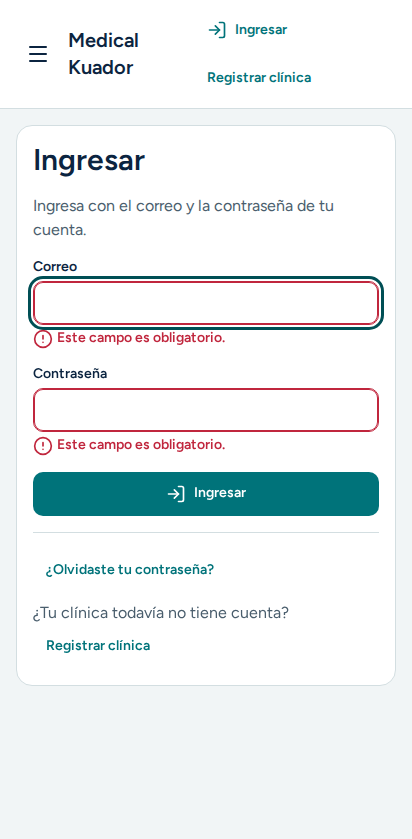 Medical
Kuador
Ingresar
Registrar clínica
Ingresar
Ingresa con el correo y la contraseña de tu
cuenta.
Correo
Este campo es obligatorio.
Contraseña
Este campo es obligatorio.
Ingresar
¿Olvidaste tu contraseña?
¿Tu clínica todavía no tiene cuenta?
Registrar clínica